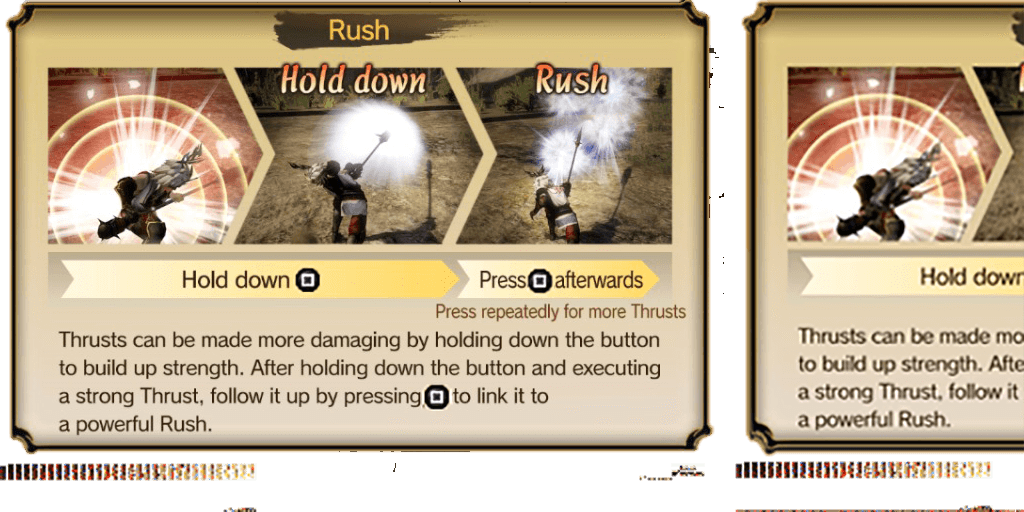 Rush
Hold down
Rush
Hold down
Press afterwards
Press repeatedly for more Thrusts
Thrusts can be made more damaging by holding down the button
to build up strength. After holding down the button and executing
a strong Thrust, follow it up by pressing to link it to
a powerful Rush.
Hold down
Thrusts can be made
to build up strength.
a strong Thrust, follow it
a powerful Rush.